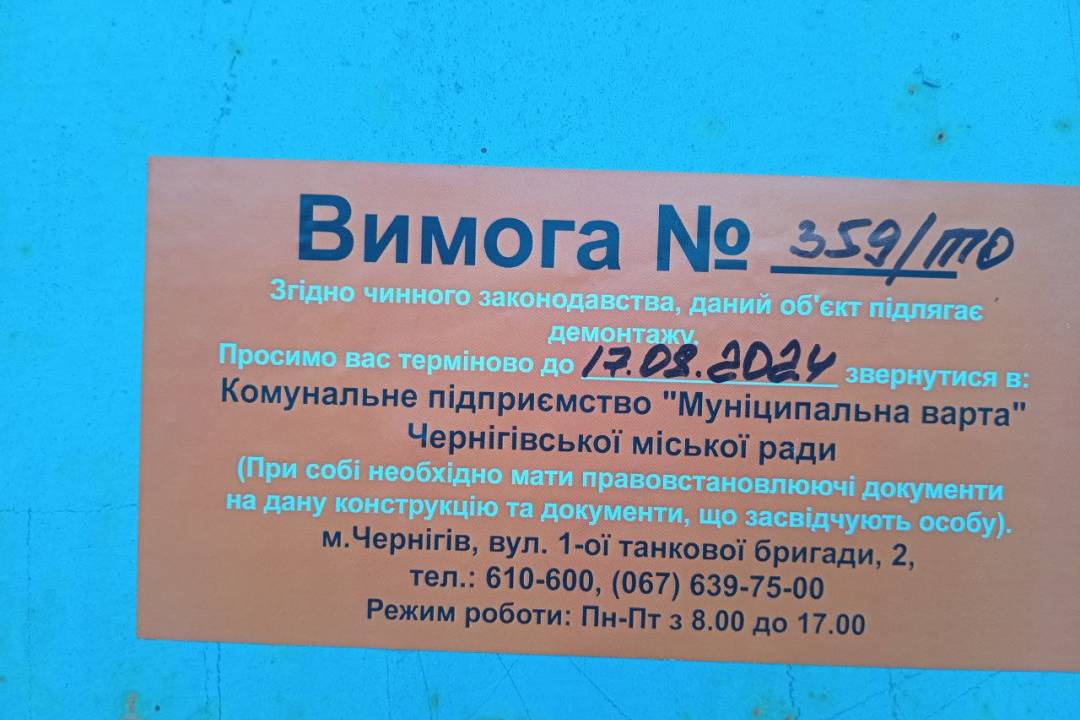 Вимога № 359/ТО
Згідно чинного законодавства, даний об'єкт підлягає
демонтажу.
Просимо вас терміново до 17.08.2024 звернутися в:
Комунальне підприємство "Муніципальна варта"
Чернігівської міської ради
(При собі необхідно мати правовстановлюючі документи
на дану конструкцію та документи, що засвідчують особу).
м.Чернігів, вул. 1-ої танкової бригади, 2,
тел.: 610-600, (067) 639-75-00
Режим роботи: Пн-Пт з 8.00 до 17.00